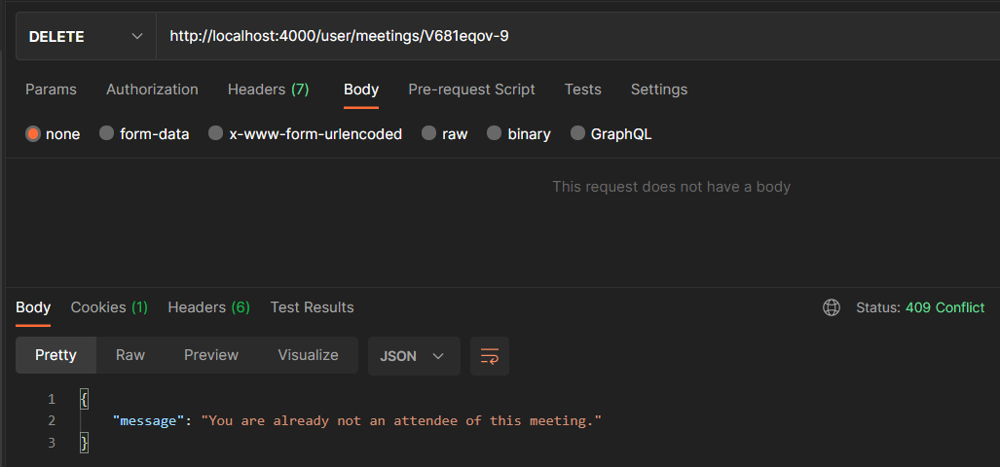 DELETE http://localhost:4000/user/meetings/V681eqov-9
Params Authorization Headers (7) Body Pre-request Script Tests Settings
none form-data x-www-form-urlencoded raw binary GraphQL
This request does not have a body
Body Cookies (1) Headers (6) Test Results Status: 409 Conflict
Pretty Raw Preview Visualize JSON
1 {
2 "message": "You are already not an attendee of this meeting."
3 }